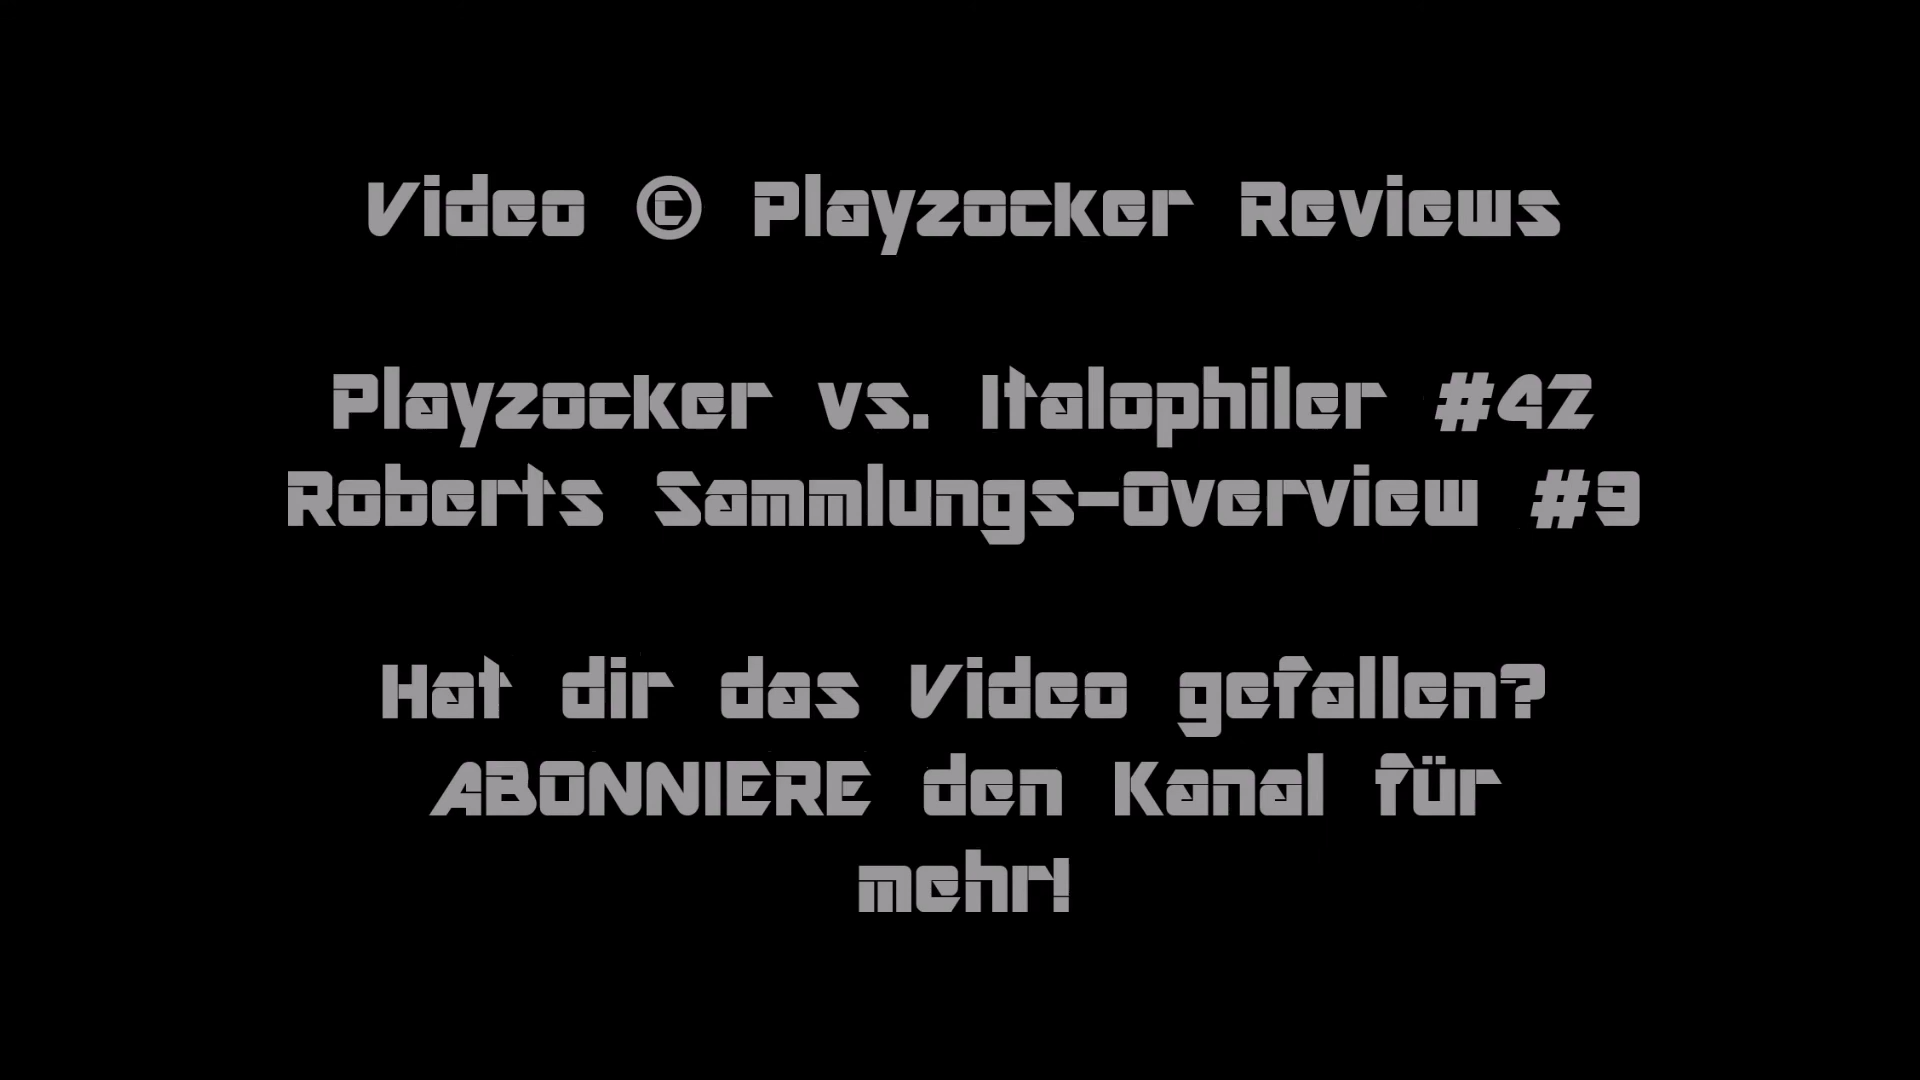 Video © Playzocker Reviews
Playzocker vs. Italophiler #42
Roberts Sammlungs-Overview #9
Hat dir das Video gefallen?
ABONNIERE den Kanal für
mehr!